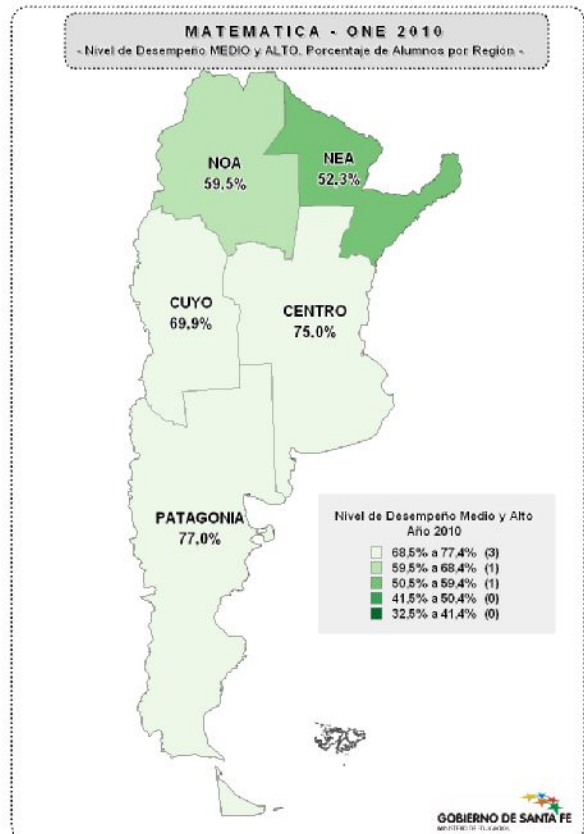 MATEMATICA - ONE 2010
- Nivel de Desempeño MEDIO y ALTO. Porcentaje de Alumnos por Región -
NOA
59,5%
NEA
52,3%
CUYO
69,9%
CENTRO
75,0%
PATAGONIA
77,0%
Nivel de Desempeño Medio y Alto
Año 2010
68,5% a 77,4% (3)
59,5% a 68,4% (1)
50,5% a 59,4% (1)
41,5% a 50,4% (0)
32,5% a 41,4% (0)
GOBIERNO DE SANTA FE
MINISTERIO DE